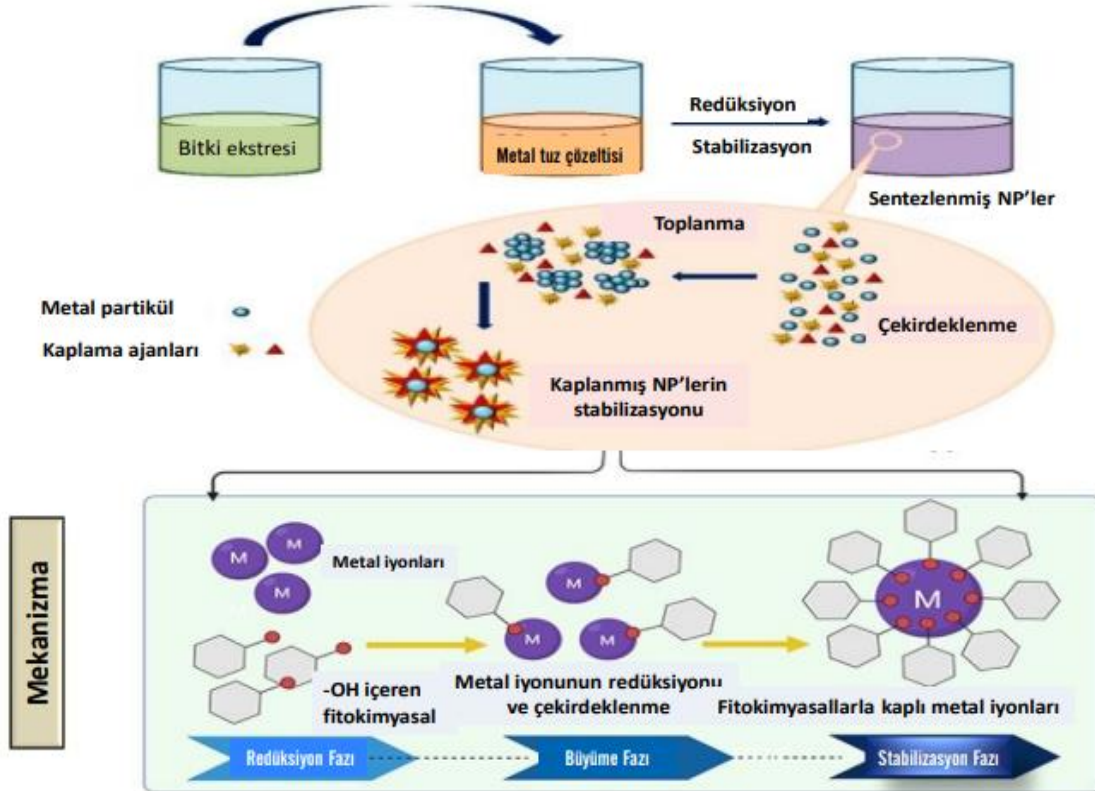 Bitki ekstresi
Metal tuz çözeltisi
Redüksiyon
Stabilizasyon
Sentezlenmiş NP'ler
Toplanma
Çekirdeklenme
Metal partikül
Kaplama ajanları
Kaplanmış NP'lerin
stabilizasyonu
Mekanizma
M
M
M
Metal iyonları
M
M
M
M
-OH içeren
fitokimyasal
Metal iyonunun redüksiyonu
ve çekirdeklenme
Fitokimyasallarla kaplı metal iyonları
Redüksiyon Fazı
Büyüme Fazı
Stabilizasyon Fazı